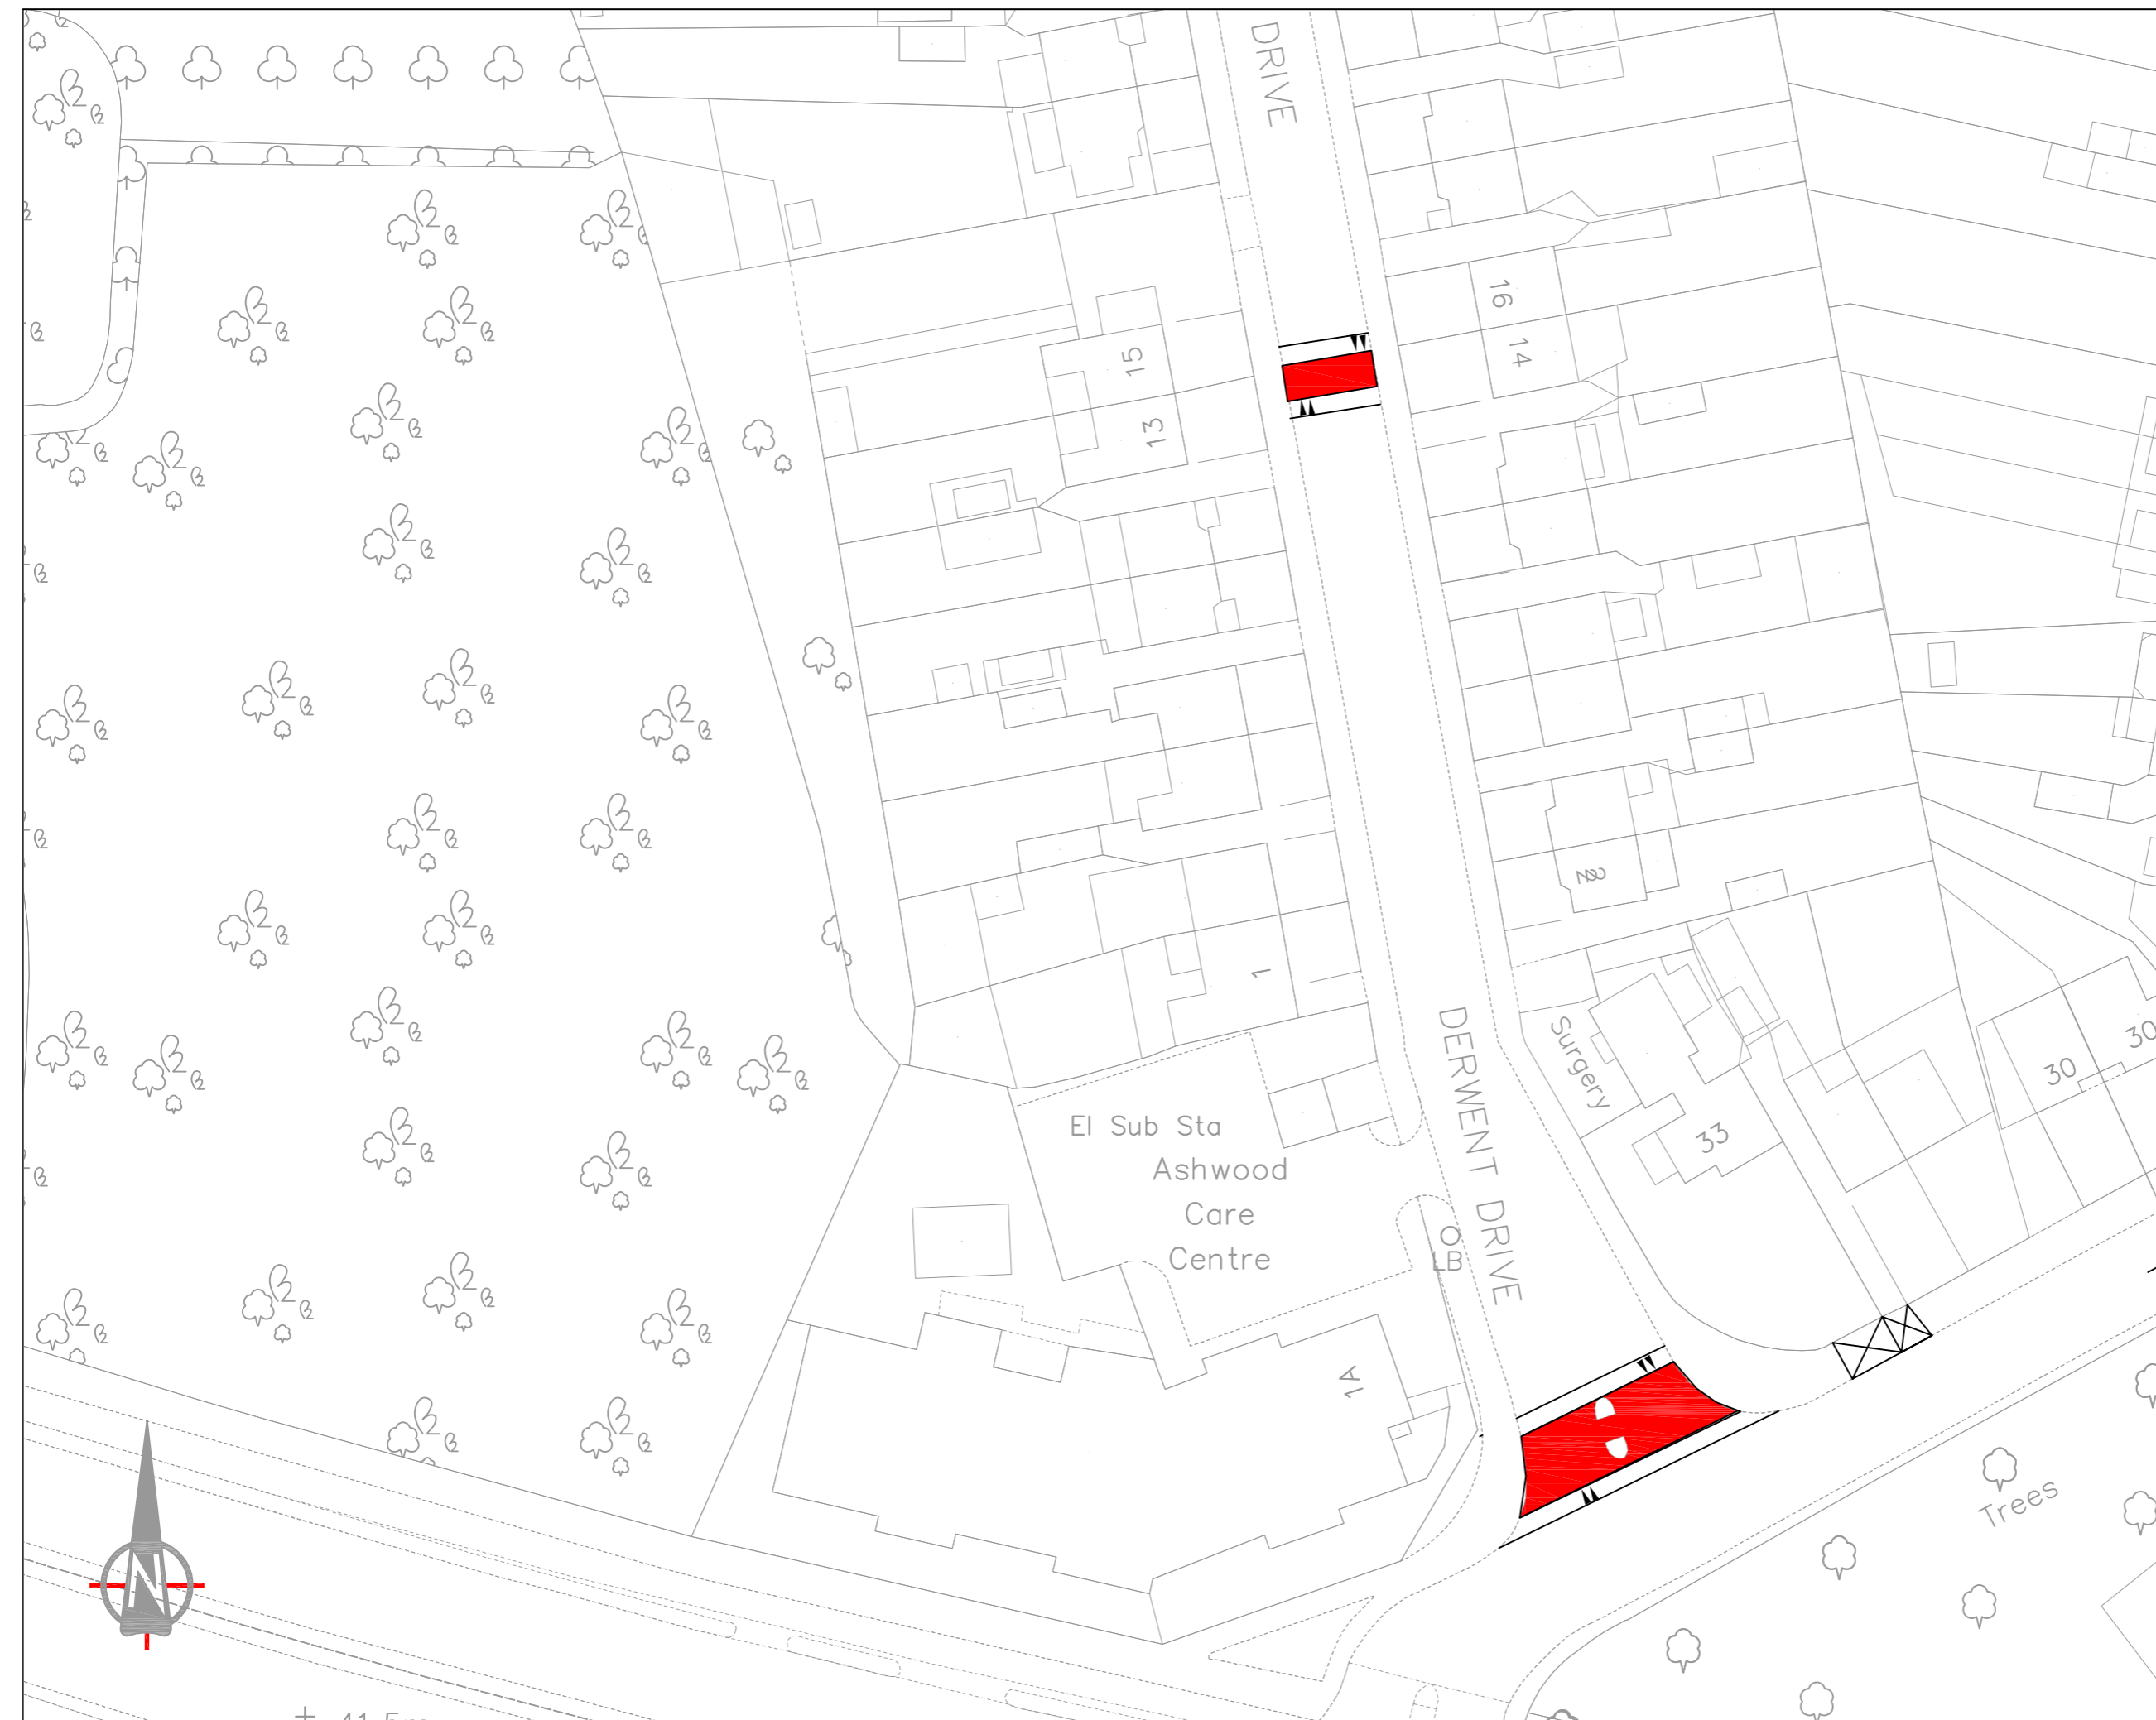 DRIVE
16
14
15
13
1
DERWENT DRIVE
Surgery
33
30
30
El Sub Sta
Ashwood
Care
Centre
LB
1A
Trees
N